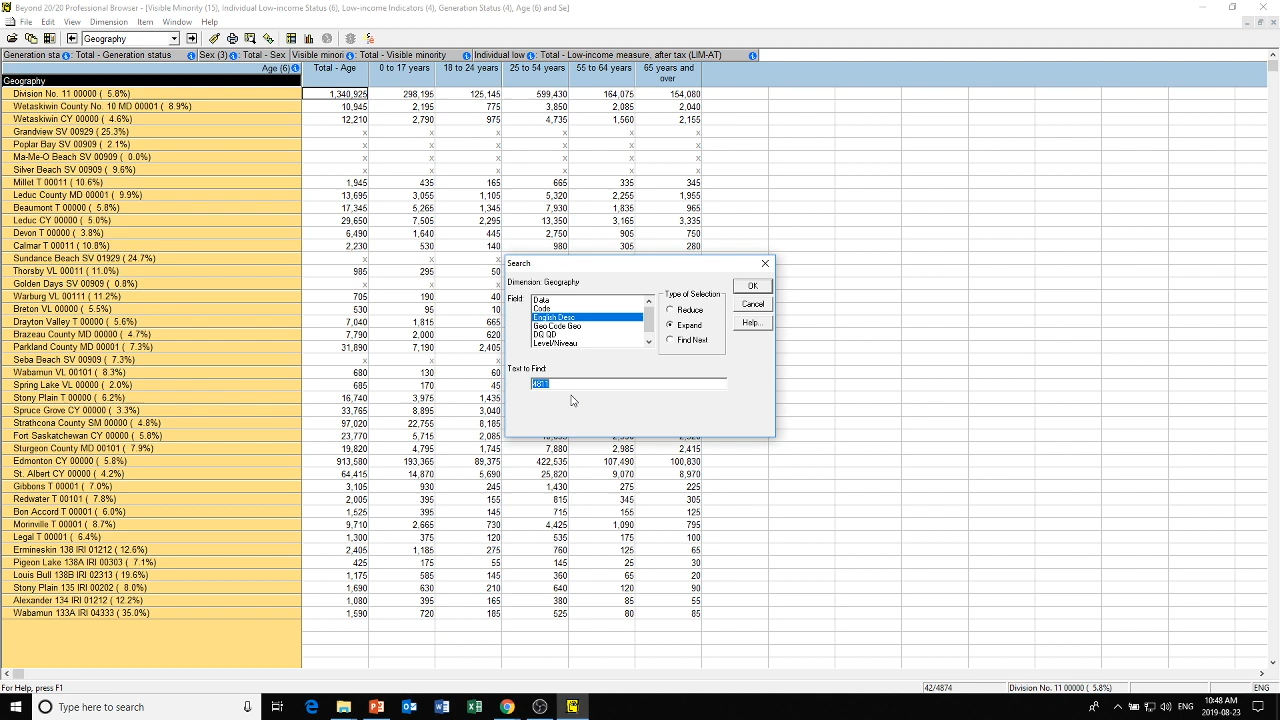 Beyond 20/20 Professional Browser - [Visible Minority (15), Individual Low-income Status (6), Low-income Indicators (4), Generation Status (4), Age (6) and Se]
File Edit View Dimension Item Window Help
Geography
Generation sta Total - Generation status Sex (3) Total - Sex Visible minori Total - Visible minority Individual low Total - Low-income measure, after tax (LIM-AT)
Age (6) Total - Age 0 to 17 years 18 to 24 years 25 to 54 years 55 to 64 years 65 years and over
Geography
Division No. 11 00000 ( 5.8%) 1,340,925 298,195 125,145 599,430 164,075 154,080
Wetaskiwin County No. 10 MD 00001 ( 8.9%) 10,945 2,195 775 3,850 2,085 2,040
Wetaskiwin CY 00000 ( 4.6%) 12,210 2,790 975 4,735 1,560 2,155
Grandview SV 00929 ( 25.3%) x x x x x x
Poplar Bay SV 00909 ( 2.1%) x x x x x x
Ma-Me-O Beach SV 00909 ( 0.0%) x x x x x x
Silver Beach SV 01909 ( 9.6%) x x x x x x
Millet T 00011 ( 10.6%) 1,945 435 165 665 335 345
Leduc County MD 00001 ( 9.9%) 13,695 3,055 1,105 5,320 2,255 1,955
Beaumont T 00000 ( 5.8%) 17,345 5,265 1,345 7,930 1,835 965
Leduc CY 00000 ( 5.0%) 29,650 7,505 2,295 13,350 3,165 3,335
Devon T 00000 ( 3.8%) 6,490 1,640 445 2,750 905 750
Calmar T 00011 ( 10.8%) 2,230 530 140 980 305 280
Sundance Beach SV 01929 ( 24.7%) x x x
Thorsby VL 00011 ( 11.0%) 985 295 50
Golden Days SV 00909 ( 0.8%) x x x
Warburg VL 00111 ( 11.2%) 705 190 40
Breton VL 00000 ( 5.5%) 530 95 10
Drayton Valley T 00000 ( 5.6%) 7,040 1,815 665
Brazeau County MD 00000 ( 4.7%) 7,790 2,000 620
Parkland County MD 00001 ( 7.3%) 31,890 7,190 2,405
Seba Beach SV 00909 ( 7.3%) x x x
Wabamun VL 00101 ( 8.3%) 680 130 60
Spring Lake VL 00000 ( 2.0%) 685 170 45
Stony Plain T 00000 ( 6.2%) 16,740 3,975 1,435
Spruce Grove CY 00000 ( 5.4%) 33,765 8,895 3,040
Strathcona County SM 00000 ( 4.8%) 97,020 22,755 8,185
Fort Saskatchewan CY 00000 ( 5.8%) 23,770 5,715 2,085
Sturgeon County MD 00101 ( 7.9%) 19,820 4,795 1,745 7,880 2,985 2,415
Edmonton CY 00000 ( 5.8%) 913,580 193,365 89,375 422,535 107,490 100,830
St. Albert CY 00000 ( 4.2%) 64,415 14,870 5,690 25,820 9,070 8,970
Gibbons T 00001 ( 7.0%) 3,105 930 245 1,430 275 225
Redwater T 00101 ( 7.8%) 2,005 395 155 815 345 305
Bon Accord T 00001 ( 6.0%) 1,525 395 145 715 155 125
Morinville T 00001 ( 8.7%) 9,710 2,665 730 4,425 1,090 795
Legal T 00001 ( 6.4%) 1,300 375 120 535 175 100
Ermineskin 138 IRI 01212 ( 12.6%) 2,405 1,185 275 760 125 65
Pigeon Lake 138A IRI 00303 ( 7.1%) 425 175 55 145 25 30
Louis Bull 138B IRI 02313 ( 19.6%) 1,175 585 145 360 65 20
Stony Plain 135 IRI 00202 ( 8.0%) 1,690 630 210 640 120 90
Alexander 134 IRI 01212 ( 12.2%) 1,080 395 165 380 85 55
Wabamun 133A IRI 04333 ( 35.0%) 1,590 720 185 525 80 85
Search
Dimension: Geography
Field:
Data
Code
English Desc
Geo Code Géo
DQ QD
Level/Niveau
Type of Selection
Reduce
Expand
Find Next
OK
Cancel
Help...
Text to Find:
4811
For Help, press F1
42/4874 Division No. 11 00000 ( 5.8%) ENG
Type here to search
ENG
10:48 AM
2019-08-23